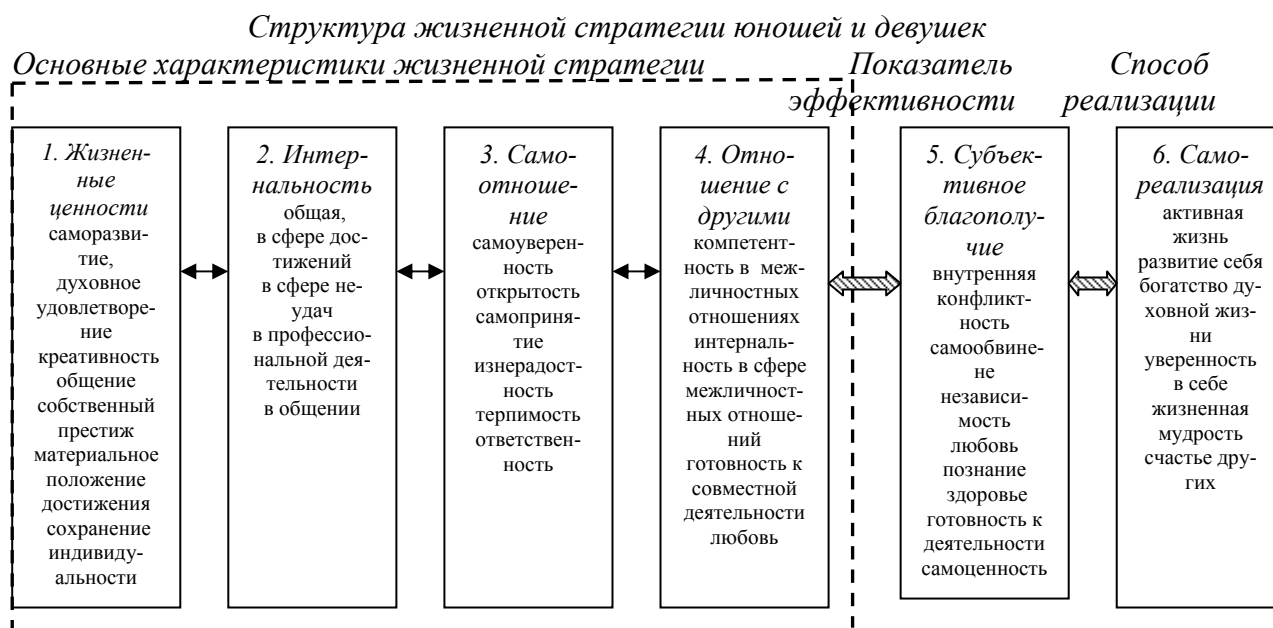 Структура жизненной стратегии юношей и девушек
Основные характеристики жизненной стратегии
Показатель
эффективности
Способ
реализации
1. Жизнен-
ные
ценности
саморазви-
тие,
духовное
удовлетворе-
ние
креативность
общение
собственный
престиж
материальное
положение
достижения
сохранение
индивиду-
альности
2. Интер-
нальность
общая,
в сфере дос-
тижений
в сфере не-
удач
в профессио-
нальной дея-
тельности
в общении
3. Само-
отноше-
ние
самоуверен-
ность
открытость
самоприня-
тие
изнерадост-
ность
терпимость
ответствен-
ность
4. Отно-
шение с
другими
компетент-
ность в меж-
личностных
отношениях
интерналь-
ность в сфере
межличност-
ных отноше-
ний
готовность к
совместной
деятельности
любовь
5. Субъек-
тивное
благополу-
чие
внутренняя
конфликт-
ность
самообвине-
не
независи-
мость
любовь
познание
здоровье
готовность к
деятельности
самоценность
6. Само-
реализация
активная
жизнь
развитие себя
богатство ду-
ховной жиз-
ни
уверенность
в себе
жизненная
мудрость
счастье дру-
гих